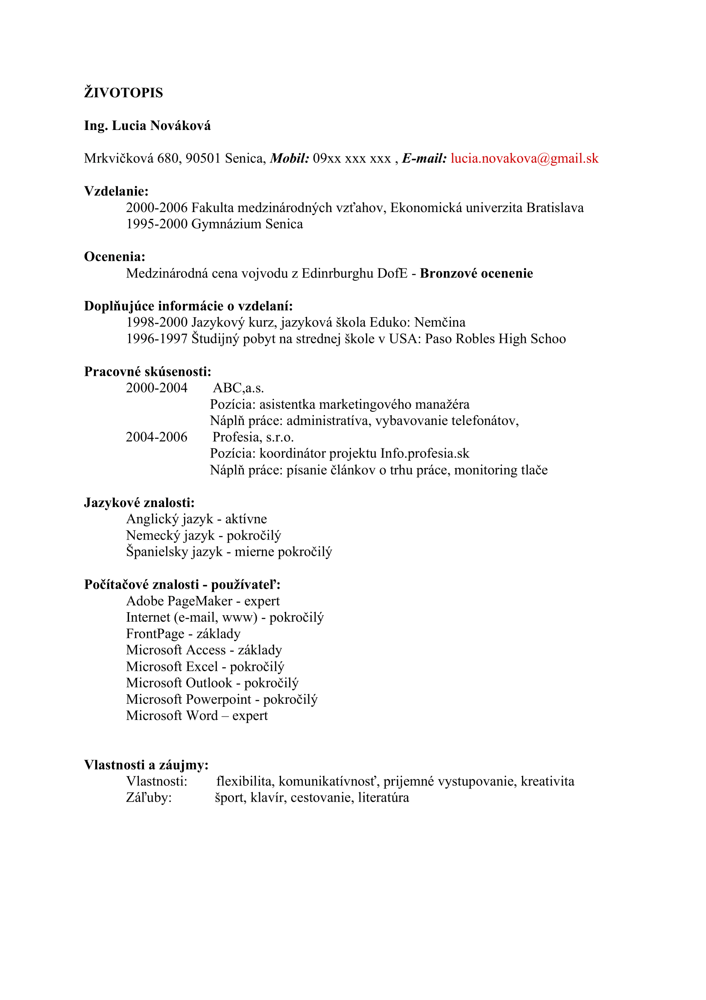 ŽIVOTOPIS
Ing. Lucia Nováková
Mrkvičková 680, 90501 Senica, Mobil: 09xx xxx xxx , E-mail: lucia.novakova@gmail.sk
Vzdelanie:
2000-2006 Fakulta medzinárodných vzťahov, Ekonomická univerzita Bratislava
1995-2000 Gymnázium Senica
Ocenenia:
Medzinárodná cena vojvodu z Edinrburghu DofE - Bronzové ocenenie
Doplňujúce informácie o vzdelaní:
1998-2000 Jazykový kurz, jazyková škola Eduko: Nemčina
1996-1997 Študijný pobyt na strednej škole v USA: Paso Robles High Schoo
Pracovné skúsenosti:
2000-2004 ABC,a.s.
Pozícia: asistentka marketingového manažéra
Náplň práce: administratíva, vybavovanie telefonátov,
2004-2006 Profesia, s.r.o.
Pozícia: koordinátor projektu Info.profesia.sk
Náplň práce: písanie článkov o trhu práce, monitoring tlače
Jazykové znalosti:
Anglický jazyk - aktívne
Nemecký jazyk - pokročilý
Španielsky jazyk - mierne pokročilý
Počítačové znalosti - používateľ:
Adobe PageMaker - expert
Internet (e-mail, www) - pokročilý
FrontPage - základy
Microsoft Access - základy
Microsoft Excel - pokročilý
Microsoft Outlook - pokročilý
Microsoft Powerpoint - pokročilý
Microsoft Word – expert
Vlastnosti a záujmy:
Vlastnosti: flexibilita, komunikatívnosť, prijemné vystupovanie, kreativita
Záľuby: šport, klavír, cestovanie, literatúra